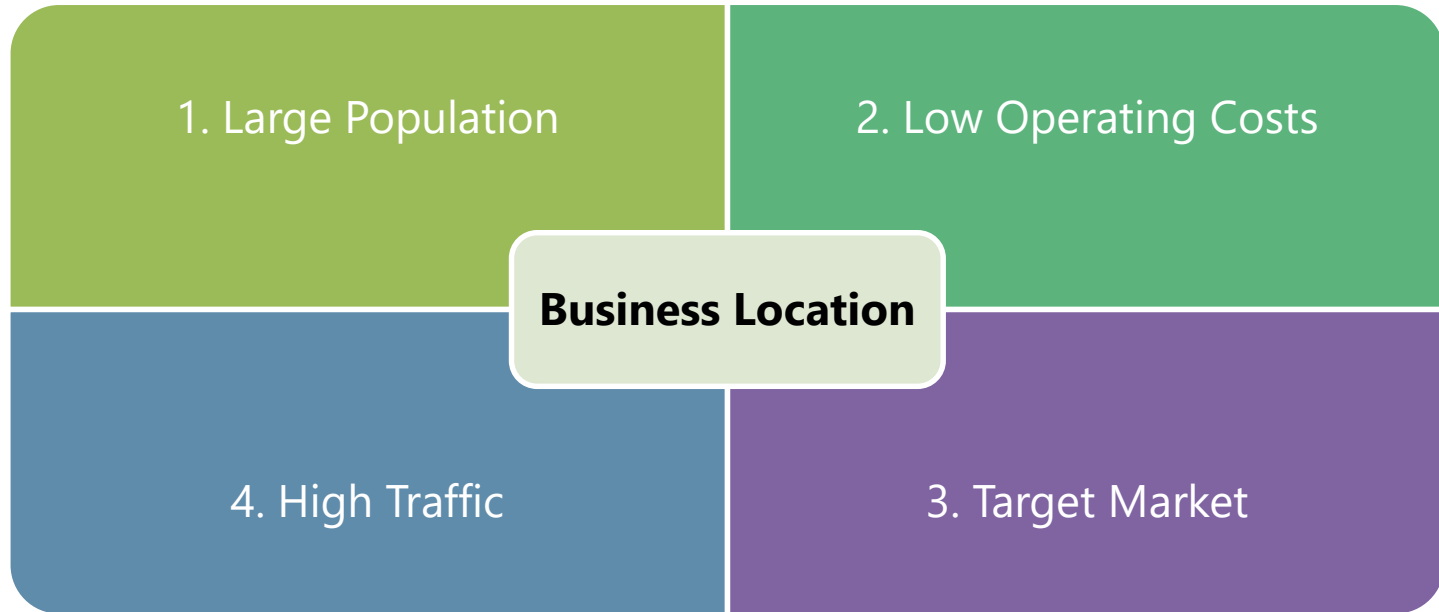 1. Large Population
2. Low Operating Costs
Business Location
4. High Traffic
3. Target Market